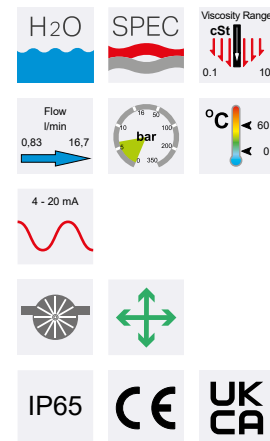 H2O
SPEC
Viscosity Range
cSt
0.1 10
Flow
l/min
0,83 16,7
16 50
10 100
bar
5 200
0 350
°C
60
0
4 - 20 mA
IP65
CE
UK
CA